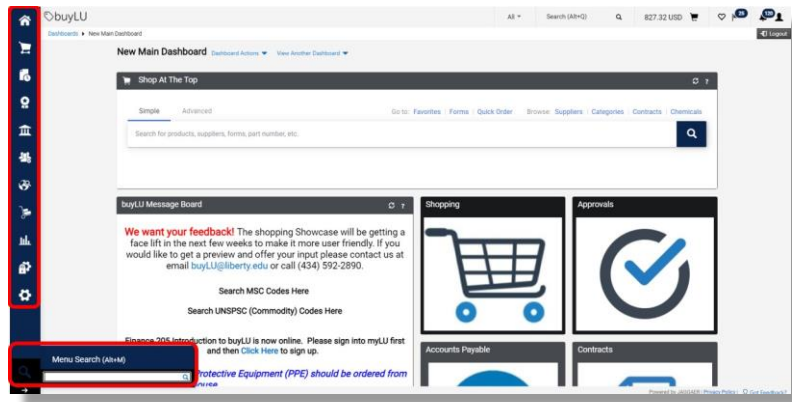 buyLU
All
Search (Alt+Q)
827.32 USD
Dashboards ▸ New Main Dashboard
Logout
New Main Dashboard Dashboard Actions View Another Dashboard
Shop At The Top
?
Simple Advanced
Go to: Favorites | Forms | Quick Order Browse: Suppliers | Categories | Contracts | Chemicals
Search for products, suppliers, forms, part number, etc.
buyLU Message Board
?
Shopping
Approvals
We want your feedback! The shopping Showcase will be getting a
face lift in the next few weeks to make it more user friendly. If you
would like to get a preview and offer your input please contact us at
email buyLU@liberty.edu or call (434) 592-2890.
Search MSC Codes Here
Search UNSPSC (Commodity) Codes Here
Finance 205 Introduction to buyLU is now online. Please sign into myLU first
and then Click Here to sign up.
Accounts Payable
Contracts
Menu Search (Alt+M)
Protective Equipment (PPE) should be ordered from
Powered by JAGGAER | Privacy Policy |
Got Feedback?